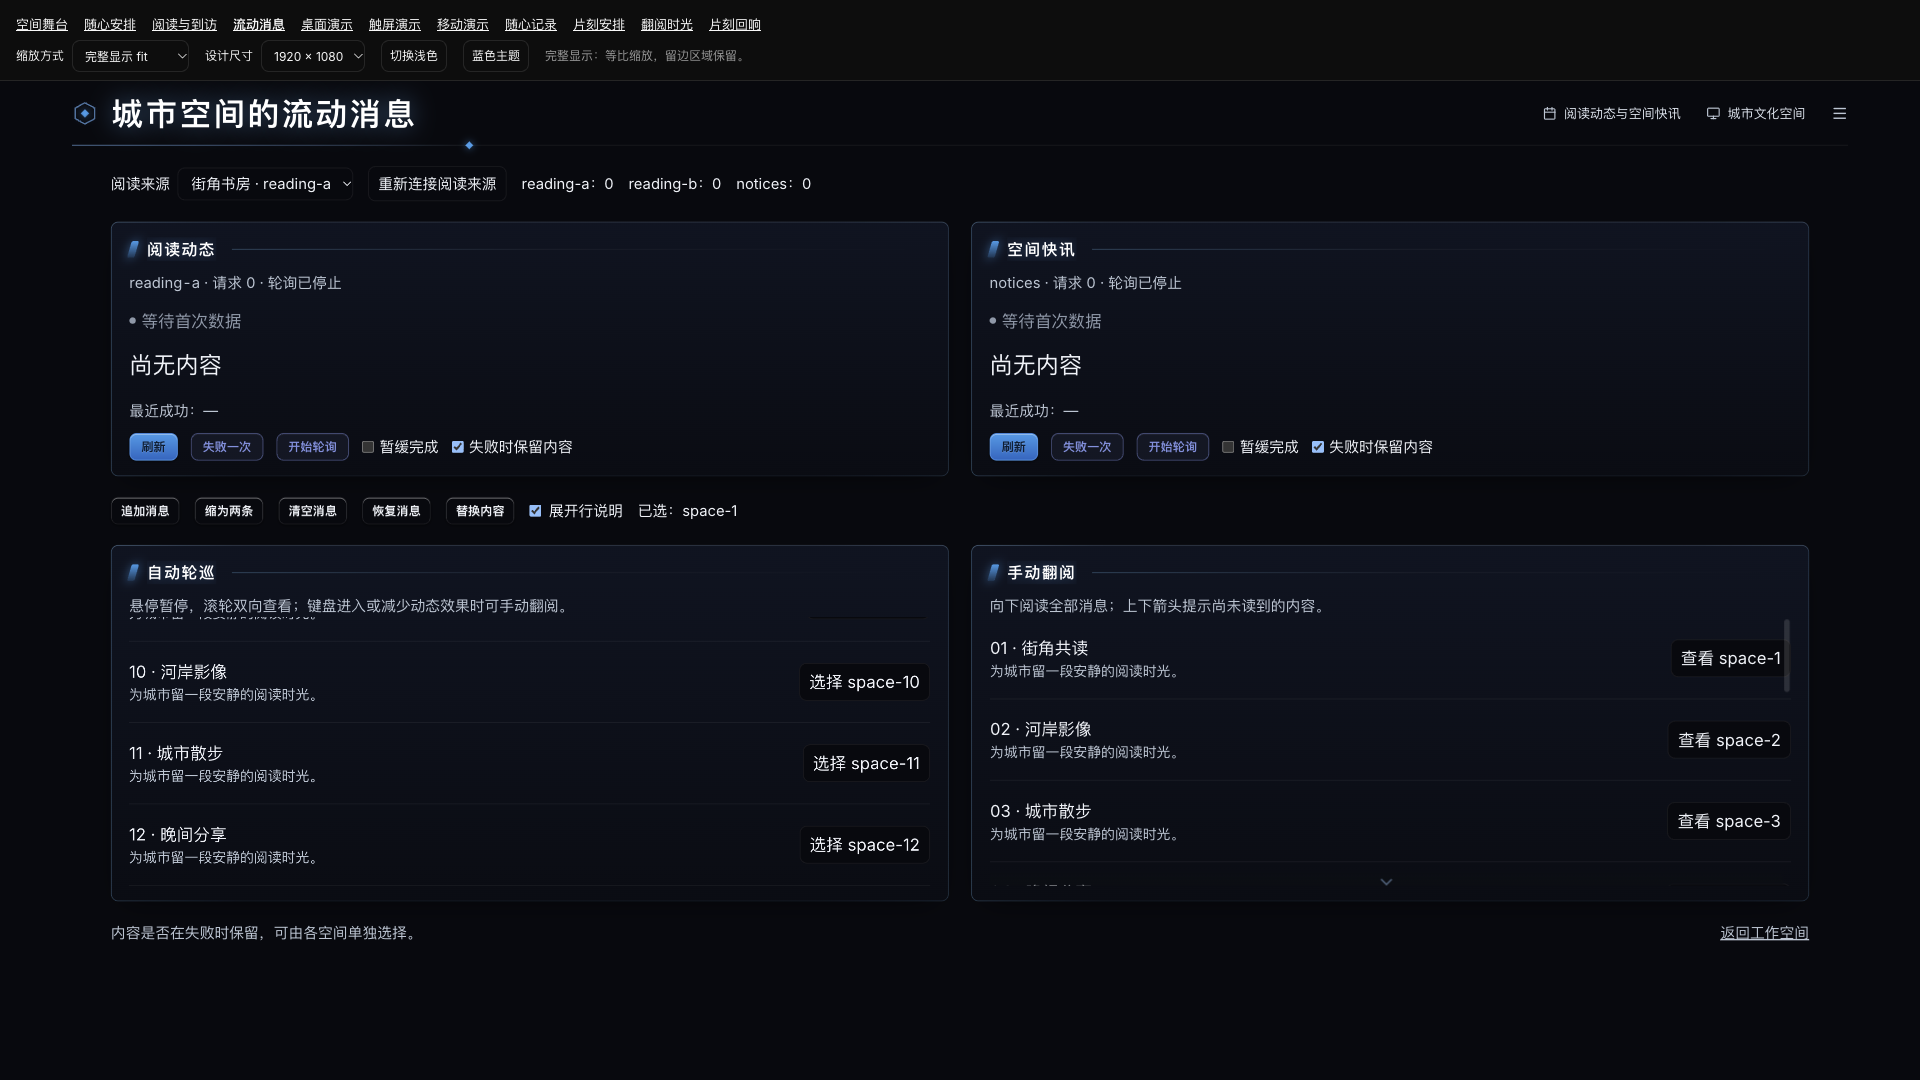 空间舞台 随心安排 阅读与到访 流动消息 桌面演示 触屏演示 移动演示 随心记录 片刻安排 翻阅时光 片刻回响
缩放方式 完整显示 fit 设计尺寸 1920 × 1080 切换浅色 蓝色主题 完整显示：等比缩放，留边区域保留。
城市空间的流动消息
阅读动态与空间快讯 城市文化空间
阅读来源 街角书房 · reading-a 重新连接阅读来源 reading-a：0 reading-b：0 notices：0
阅读动态
reading-a · 请求 0 · 轮询已停止
等待首次数据
尚无内容
最近成功：—
刷新 失败一次 开始轮询 暂缓完成 失败时保留内容
空间快讯
notices · 请求 0 · 轮询已停止
等待首次数据
尚无内容
最近成功：—
刷新 失败一次 开始轮询 暂缓完成 失败时保留内容
追加消息 缩为两条 清空消息 恢复消息 替换内容 展开行说明 已选：space-1
自动轮巡
悬停暂停，滚轮双向查看；键盘进入或减少动态效果时可手动翻阅。
10 · 河岸影像
为城市留一段安静的阅读时光。
选择 space-10
11 · 城市散步
为城市留一段安静的阅读时光。
选择 space-11
12 · 晚间分享
为城市留一段安静的阅读时光。
选择 space-12
手动翻阅
向下阅读全部消息；上下箭头提示尚未读到的内容。
01 · 街角共读
为城市留一段安静的阅读时光。
查看 space-1
02 · 河岸影像
为城市留一段安静的阅读时光。
查看 space-2
03 · 城市散步
为城市留一段安静的阅读时光。
查看 space-3
内容是否在失败时保留，可由各空间单独选择。
返回工作空间